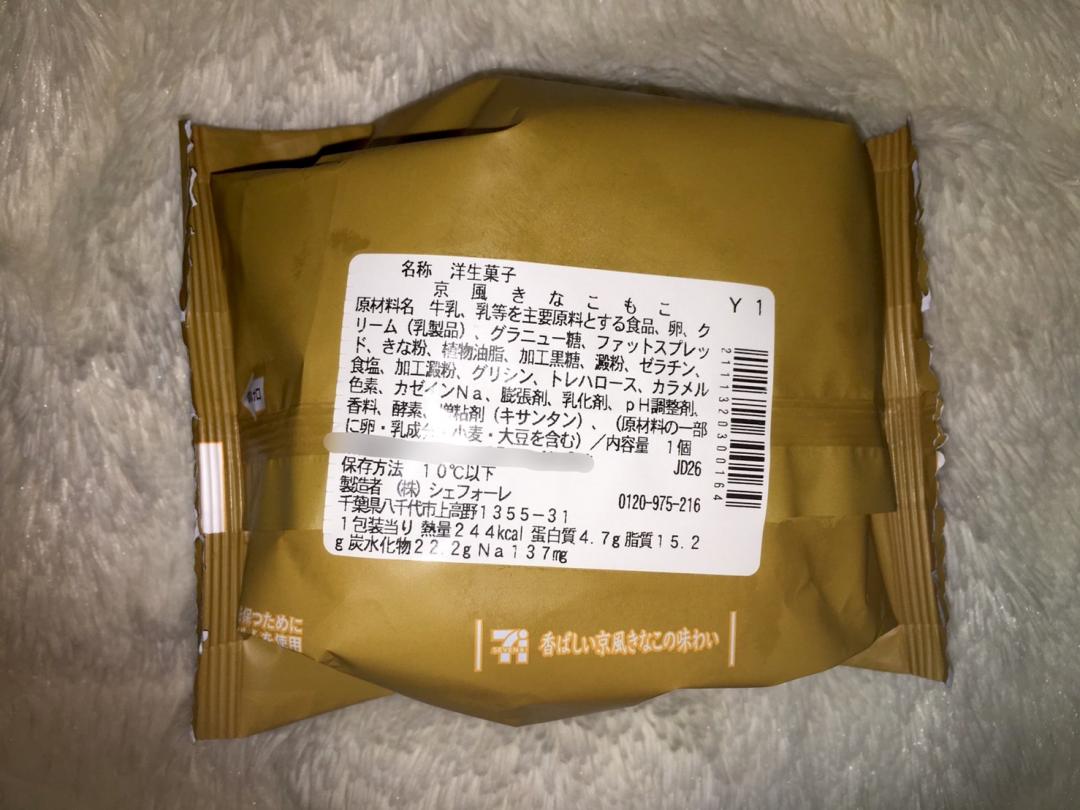 名称 洋生菓子
京風きなこもこ Y1
原材料名 牛乳、乳等を主要原料とする食品、卵、ク
リーム(乳製品)、グラニュー糖、ファットスプレッ
ド、きな粉、植物油脂、加工黒糖、澱粉、ゼラチン、
食塩、加工澱粉、グリシン、トレハロース、カラメル
色素、カゼインNa、膨張剤、乳化剤、pH調整剤、
香料、酵素、増粘剤(キサンタン)、(原材料の一部
に卵・乳成分・小麦・大豆を含む)/内容量 1個
保存方法 10℃以下 JD26
製造者 (株)シェフォーレ 0120-975-216
千葉県八千代市上高野1355-31
1包装当り 熱量244kcal 蛋白質4.7g 脂質15.2
g 炭水化物22.2g Na137mg
21111320300164
保つために
使用
SEVEN
香ばしい京風きなこの味わい